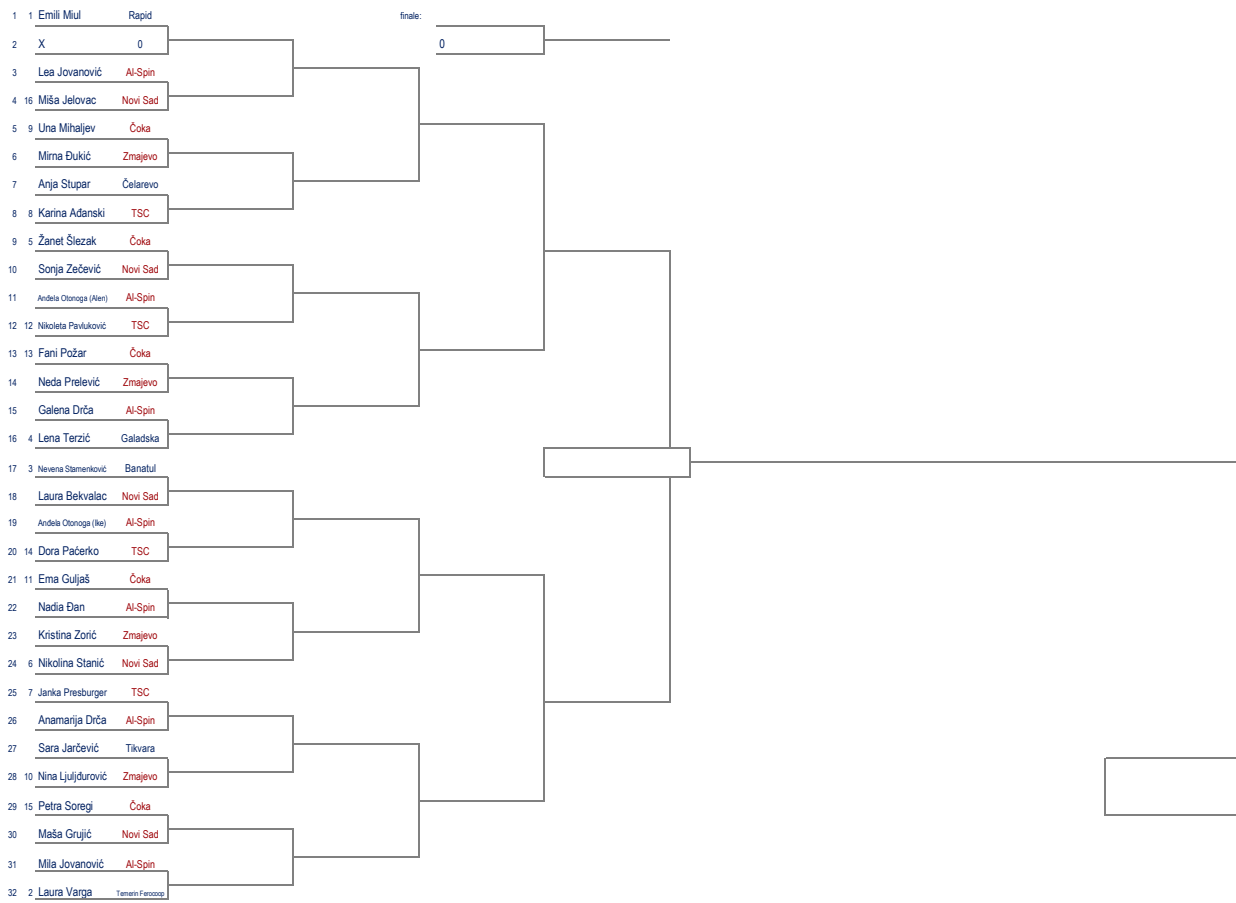 1 1 Emili Miul Rapid finale:
2 X 0 0
3 Lea Jovanović Al-Spin
4 16 Miša Jelovac Novi Sad
5 9 Una Mihaljev Čoka
6 Mirna Đukić Zmajevo
7 Anja Stupar Čelarevo
8 8 Karina Ađanski TSC
9 5 Žanet Šlezak Čoka
10 Sonja Zečević Novi Sad
11 Anđela Otonoga (Alen) Al-Spin
12 12 Nikoleta Pavluković TSC
13 13 Fani Požar Čoka
14 Neda Prelević Zmajevo
15 Galena Drča Al-Spin
16 4 Lena Terzić Galadska
17 3 Nevena Stamenković Banatul
18 Laura Bekvalac Novi Sad
19 Anđela Otonoga (Ike) Al-Spin
20 14 Dora Paćerko TSC
21 11 Ema Guljaš Čoka
22 Nadia Đan Al-Spin
23 Kristina Zorić Zmajevo
24 6 Nikolina Stanić Novi Sad
25 7 Janka Presburger TSC
26 Anamarija Drča Al-Spin
27 Sara Jarčević Tikvara
28 10 Nina Ljuljđurović Zmajevo
29 15 Petra Soregi Čoka
30 Maša Grujić Novi Sad
31 Mila Jovanović Al-Spin
32 2 Laura Varga Temerin Ferocoop